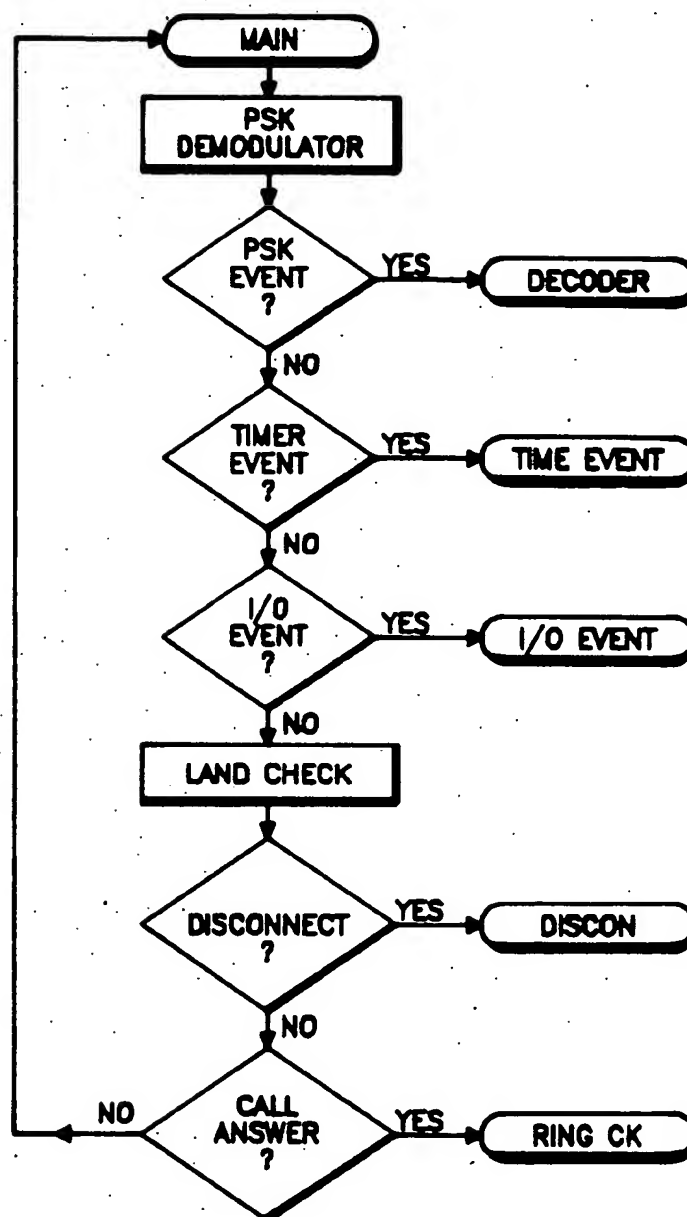 MAIN
PSK
DEMODULATOR
PSK
EVENT
?
YES
DECODER
NO
TIMER
EVENT
?
YES
TIME EVENT
NO
I/O
EVENT
?
YES
I/O EVENT
NO
LAND CHECK
DISCONNECT
?
YES
DISCON
NO
CALL
ANSWER
?
NO
YES
RING CK